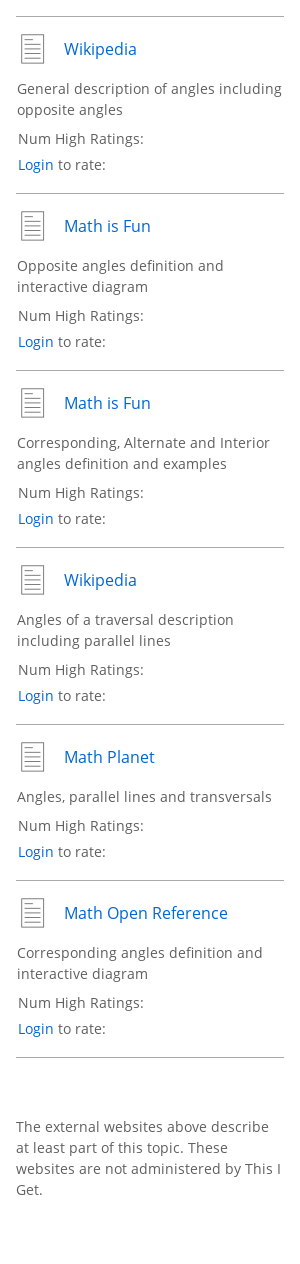 Wikipedia
General description of angles including
opposite angles
Num High Ratings:
Login to rate:
Math is Fun
Opposite angles definition and
interactive diagram
Num High Ratings:
Login to rate:
Math is Fun
Corresponding, Alternate and Interior
angles definition and examples
Num High Ratings:
Login to rate:
Wikipedia
Angles of a traversal description
including parallel lines
Num High Ratings:
Login to rate:
Math Planet
Angles, parallel lines and transversals
Num High Ratings:
Login to rate:
Math Open Reference
Corresponding angles definition and
interactive diagram
Num High Ratings:
Login to rate:
The external websites above describe
at least part of this topic. These
websites are not administered by This I
Get.